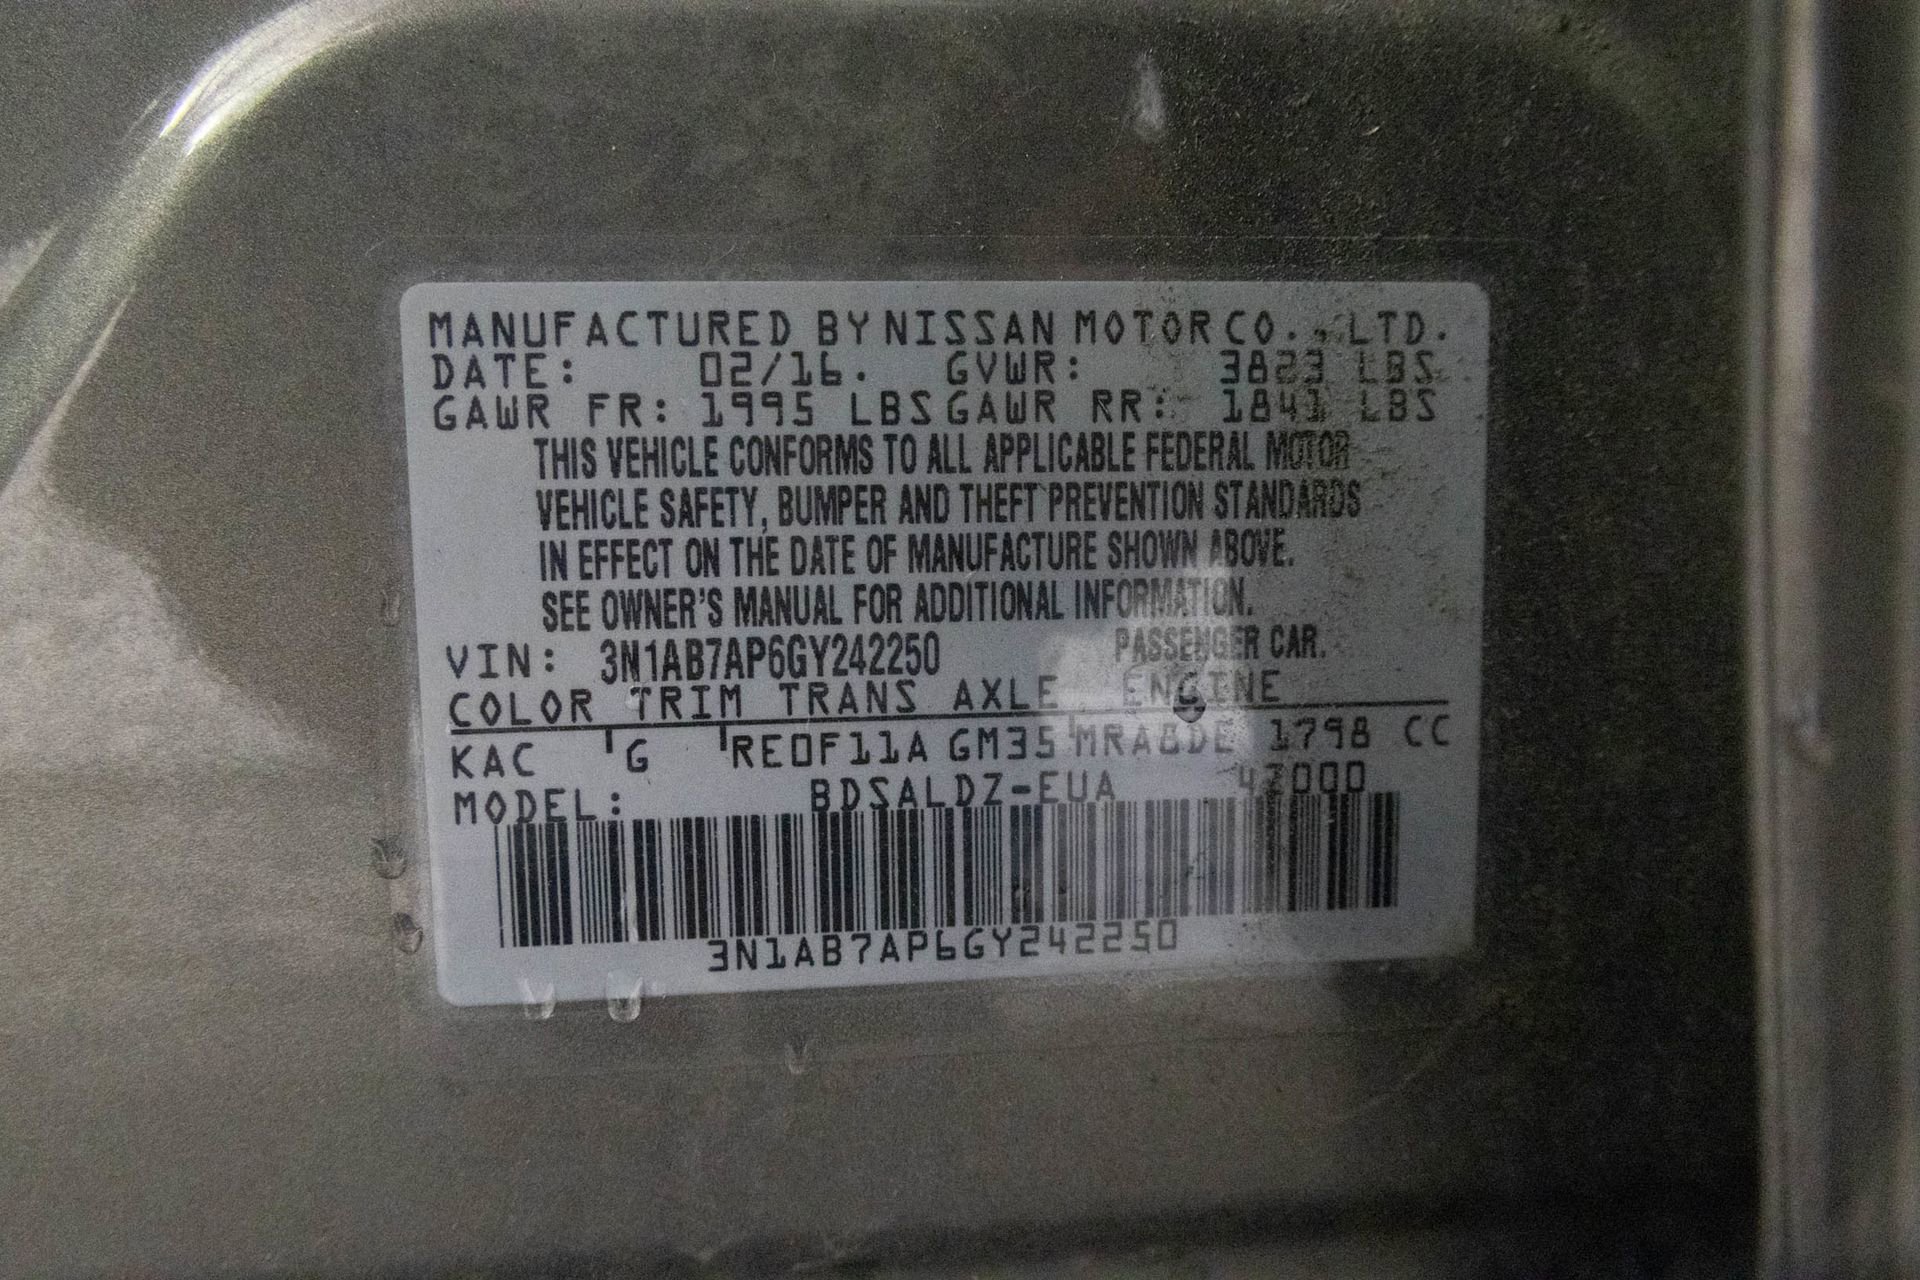 MANUFACTURED BY NISSAN MOTOR CO., LTD.
DATE: 02/16. GVWR: 3823 LBS
GAWR FR: 1995 LBS GAWR RR: 1841 LBS
THIS VEHICLE CONFORMS TO ALL APPLICABLE FEDERAL MOTOR
VEHICLE SAFETY, BUMPER AND THEFT PREVENTION STANDARDS
IN EFFECT ON THE DATE OF MANUFACTURE SHOWN ABOVE.
SEE OWNER'S MANUAL FOR ADDITIONAL INFORMATION.
VIN: 3N1AB7AP6GY242250 PASSENGER CAR.
COLOR TRIM TRANS AXLE ENGINE
KAC G RE0F11A GM35 MRA8DE 1798 CC
MODEL: BDSALDZ-EUA
3N1AB7AP6GY242250